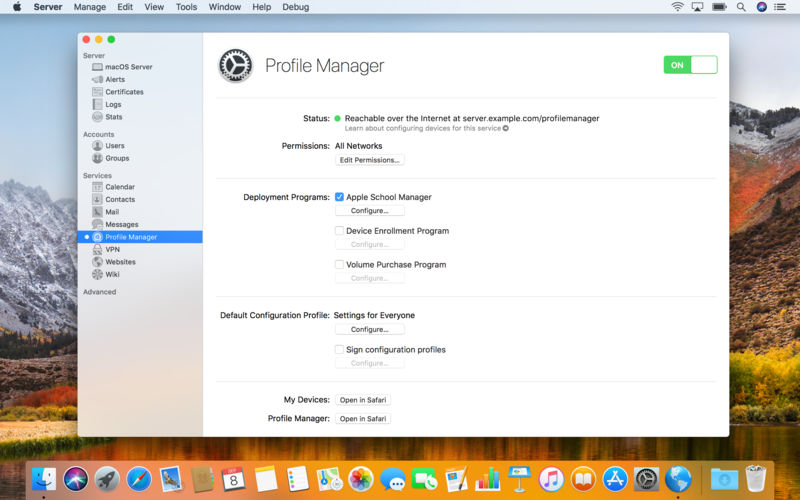 Server Manage Edit View Tools Window Help Debug
Server
macOS Server
Alerts
Certificates
Logs
Stats
Accounts
Users
Groups
Services
Calendar
Contacts
Mail
Messages
Profile Manager
VPN
Websites
Wiki
Advanced
Profile Manager
ON
Status: Reachable over the Internet at server.example.com/profilemanager
Learn about configuring devices for this service
Permissions: All Networks
Edit Permissions...
Deployment Programs: Apple School Manager
Configure...
Device Enrollment Program
Configure...
Volume Purchase Program
Configure...
Default Configuration Profile: Settings for Everyone
Configure...
Sign configuration profiles
Configure...
My Devices: Open in Safari
Profile Manager: Open in Safari
SEP
8